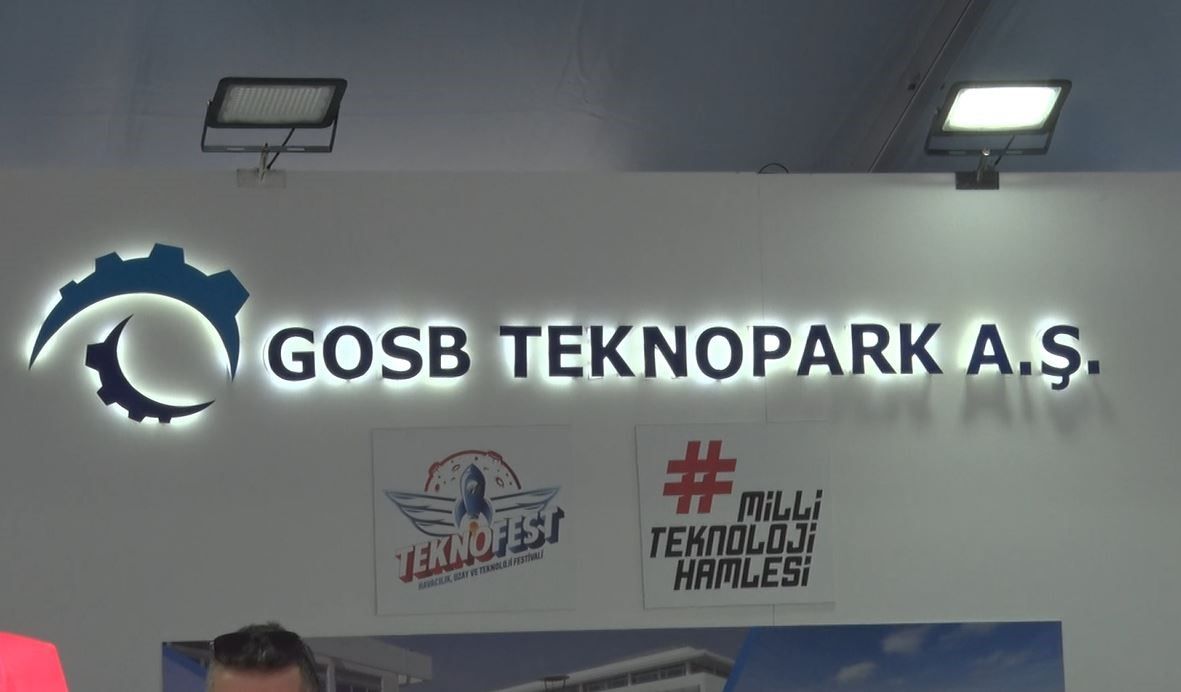 GOSB TEKNOPARK A.Ş.
TEKNOFEST
HAVACILIK, UZAY VE TEKNOLOJİ FESTİVALİ
#
MİLLİ
TEKNOLOJİ
HAMLESİ